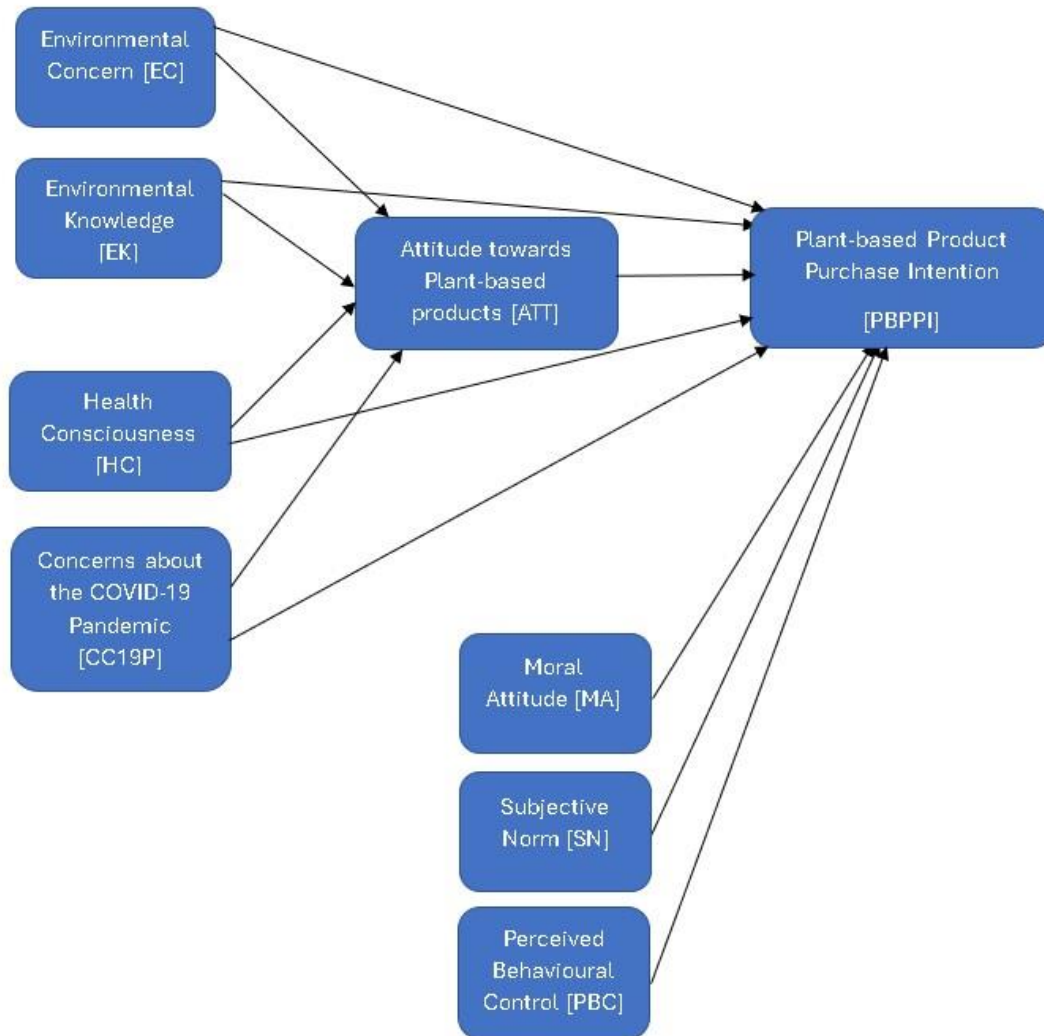 Environmental
Concern [EC]
Environmental
Knowledge
[EK]
Attitude towards
Plant-based
products [ATT]
Plant-based Product
Purchase Intention
[PBPPI]
Health
Consciousness
[HC]
Concerns about
the COVID-19
Pandemic
[CC19P]
Moral
Attitude [MA]
Subjective
Norm [SN]
Perceived
Behavioural
Control [PBC]